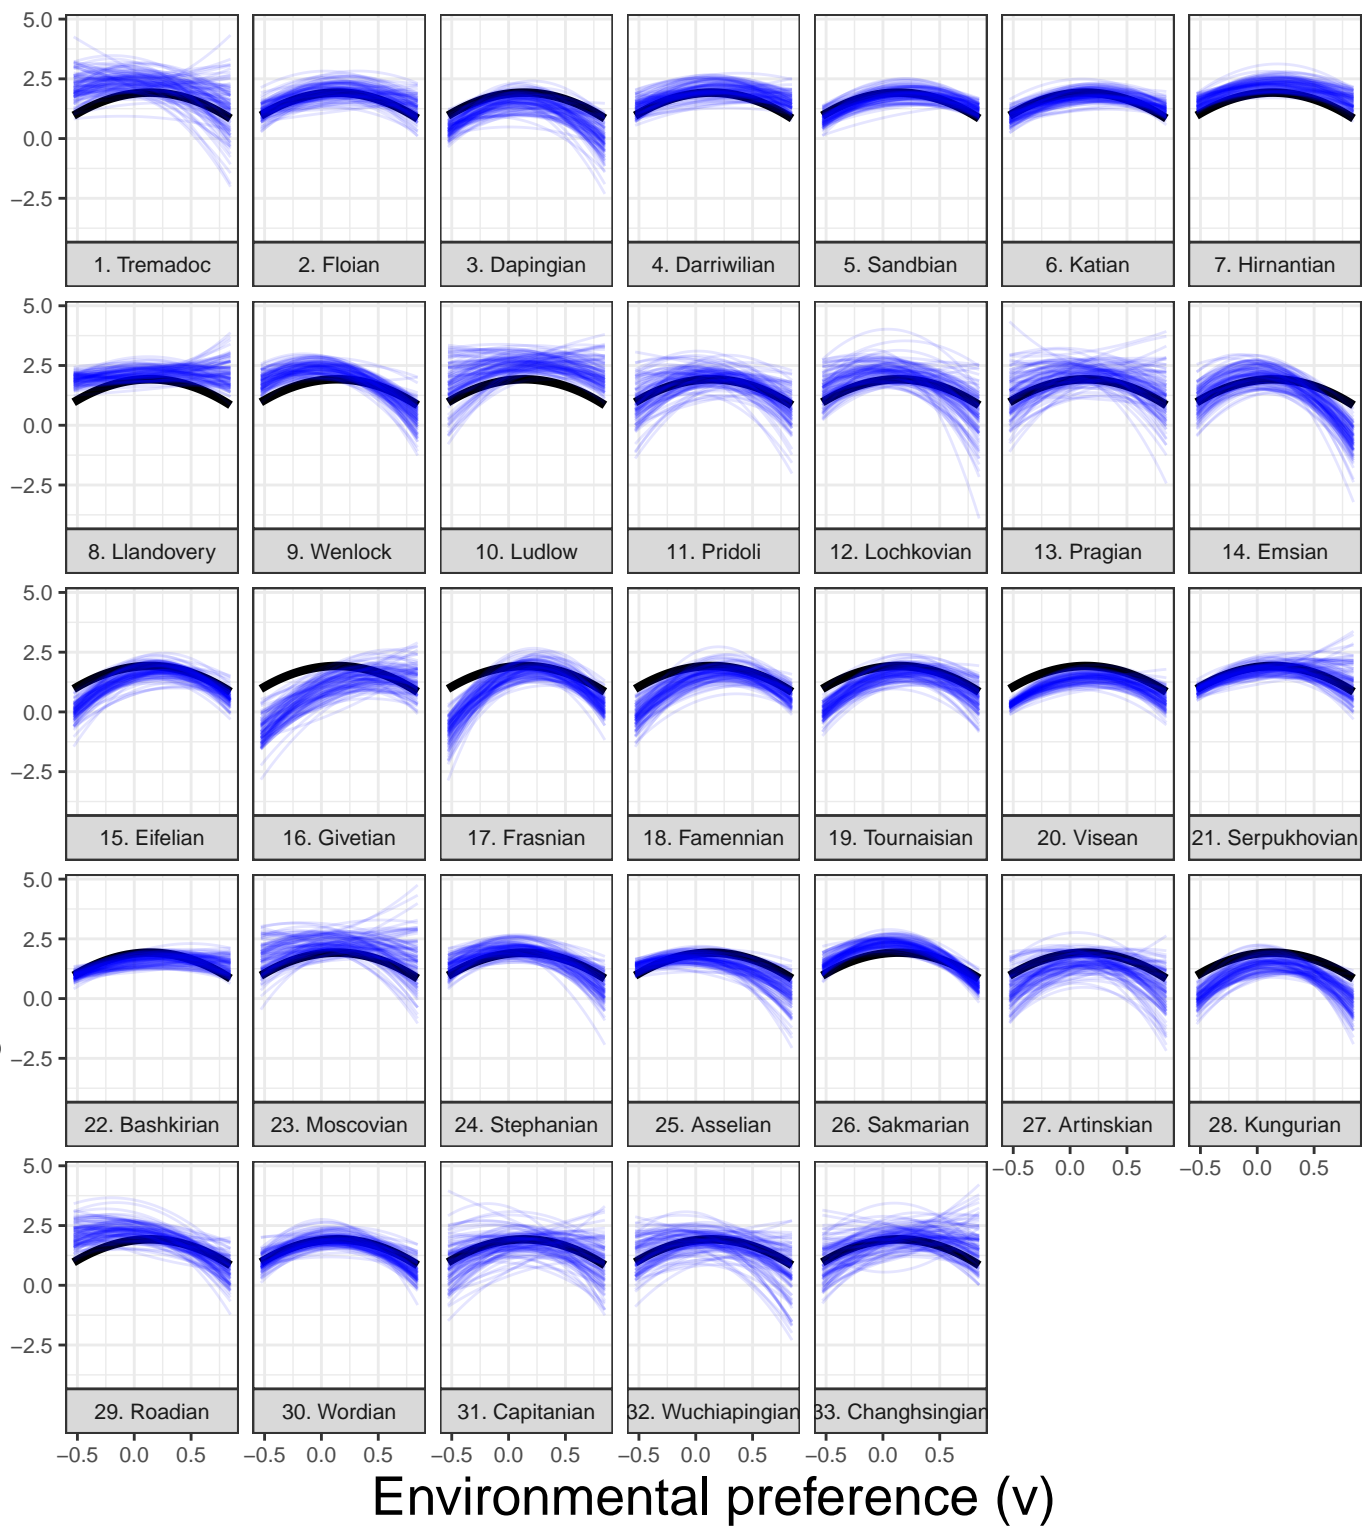 5.0
2.5
0.0
−2.5
1. Tremadoc 2. Floian 3. Dapingian 4. Darriwilian 5. Sandbian 6. Katian 7. Hirnantian
5.0
2.5
0.0
−2.5
8. Llandovery 9. Wenlock 10. Ludlow 11. Pridoli 12. Lochkovian 13. Pragian 14. Emsian
5.0
2.5
0.0
−2.5
15. Eifelian 16. Givetian 17. Frasnian 18. Famennian 19. Tournaisian 20. Visean 21. Serpukhovian
5.0
2.5
0.0
−2.5
22. Bashkirian 23. Moscovian 24. Stephanian 25. Asselian 26. Sakmarian 27. Artinskian 28. Kungurian
−0.5 0.0 0.5 −0.5 0.0 0.5
5.0
2.5
0.0
−2.5
29. Roadian 30. Wordian 31. Capitanian 32. Wuchiapingian 33. Changhsingian
−0.5 0.0 0.5 −0.5 0.0 0.5 −0.5 0.0 0.5 −0.5 0.0 0.5 −0.5 0.0 0.5
Environmental preference (v)